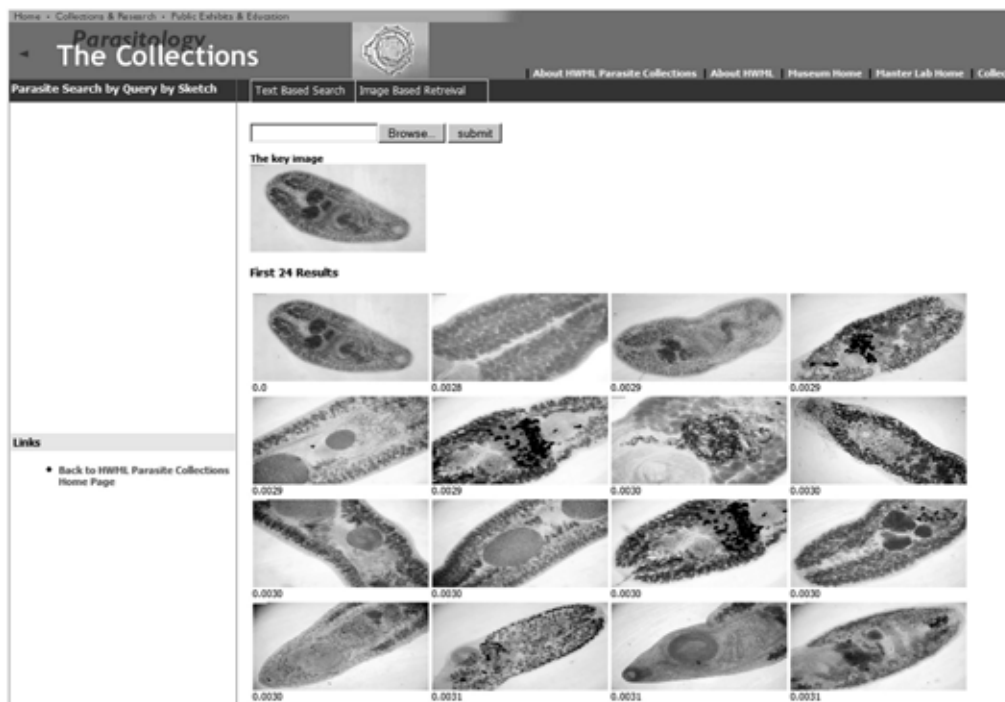 Home • Collections & Research • Public Exhibits & Education
Parasitology
The Collections
About HWML Parasite Collections | About HWML | Museum Home | Manter Lab Home | Collec
Parasite Search by Query by Sketch
Text Based Search | Image Based Retreival
Browse... submit
The key image
First 24 Results
0.0 0.0028 0.0029 0.0029
0.0029 0.0029 0.0030 0.0030
Links
• Back to HWML Parasite Collections
Home Page
0.0030 0.0030 0.0030 0.0030
0.0030 0.0031 0.0031 0.0031